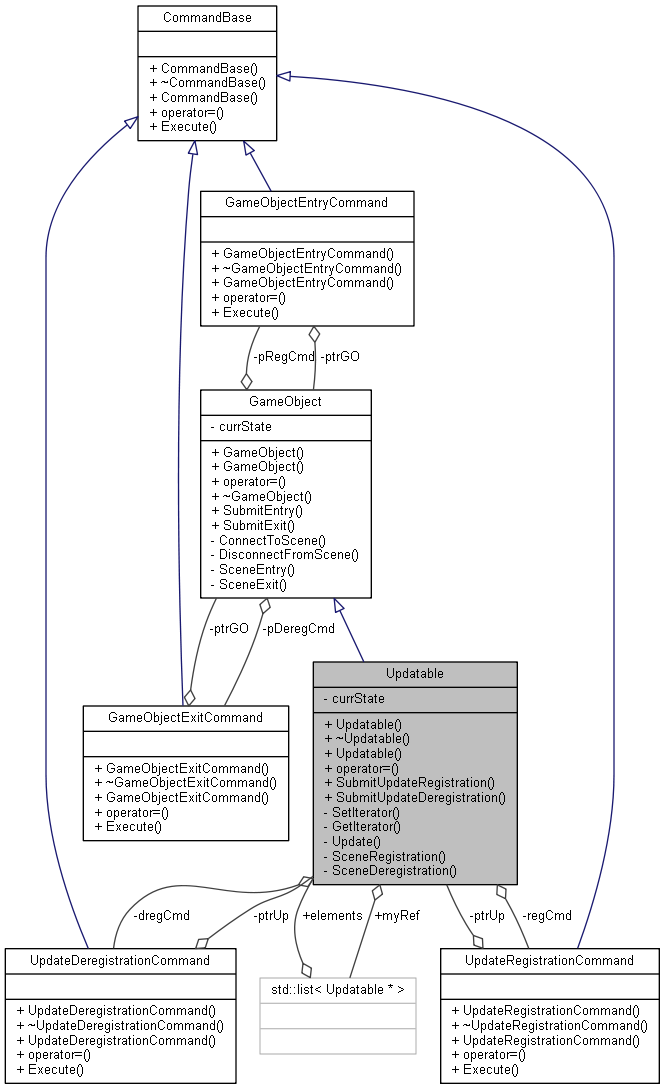 CommandBase
+ CommandBase()
+ ~CommandBase()
+ CommandBase()
+ operator=()
+ Execute()
GameObjectEntryCommand
+ GameObjectEntryCommand()
+ ~GameObjectEntryCommand()
+ GameObjectEntryCommand()
+ operator=()
+ Execute()
-pRegCmd
-ptrGO
GameObject
- currState
+ GameObject()
+ GameObject()
+ operator=()
+ ~GameObject()
+ SubmitEntry()
+ SubmitExit()
- ConnectToScene()
- DisconnectFromScene()
- SceneEntry()
- SceneExit()
-ptrGO
-pDeregCmd
Updatable
- currState
+ Updatable()
+ ~Updatable()
+ Updatable()
+ operator=()
+ SubmitUpdateRegistration()
+ SubmitUpdateDeregistration()
- SetIterator()
- GetIterator()
- Update()
- SceneRegistration()
- SceneDeregistration()
GameObjectExitCommand
+ GameObjectExitCommand()
+ ~GameObjectExitCommand()
+ GameObjectExitCommand()
+ operator=()
+ Execute()
-dregCmd
-ptrUp
+elements
+myRef
-ptrUp
-regCmd
UpdateDeregistrationCommand
+ UpdateDeregistrationCommand()
+ ~UpdateDeregistrationCommand()
+ UpdateDeregistrationCommand()
+ operator=()
+ Execute()
std::list< Updatable * >
UpdateRegistrationCommand
+ UpdateRegistrationCommand()
+ ~UpdateRegistrationCommand()
+ UpdateRegistrationCommand()
+ operator=()
+ Execute()